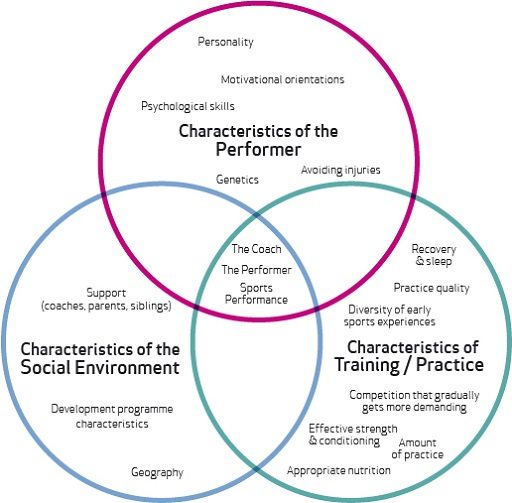 Personality
Motivational orientations
Psychological skills
Characteristics of the
Performer
Avoiding injuries
Genetics
The Coach
The Performer
Sports
Performance
Support
(coaches, parents, siblings)
Characteristics of the
Social Environment
Development programme
characteristics
Geography
Recovery
& sleep
Practice quality
Diversity of early
sports experiences
Characteristics of
Training / Practice
Competition that gradually
gets more demanding
Effective strength
& conditioning
Amount
of practice
Appropriate nutrition